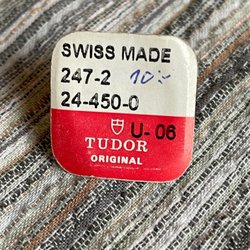 SWISS MADE
247-2 10.-
24-450-0
U- 06
TUDOR
ORIGINAL